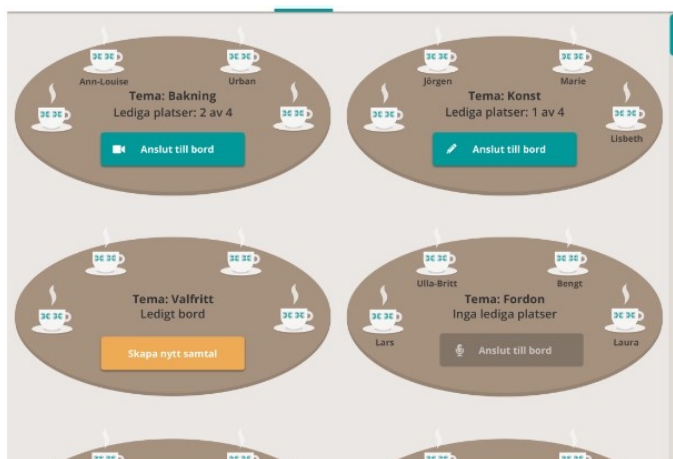 Ann-Louise
Urban
Tema: Bakning
Lediga platser: 2 av 4
Anslut till bord
Jörgen
Marie
Tema: Konst
Lediga platser: 1 av 4
Lisbeth
Anslut till bord
Tema: Valfritt
Ledigt bord
Skapa nytt samtal
Ulla-Britt
Bengt
Tema: Fordon
Inga lediga platser
Lars
Laura
Anslut till bord